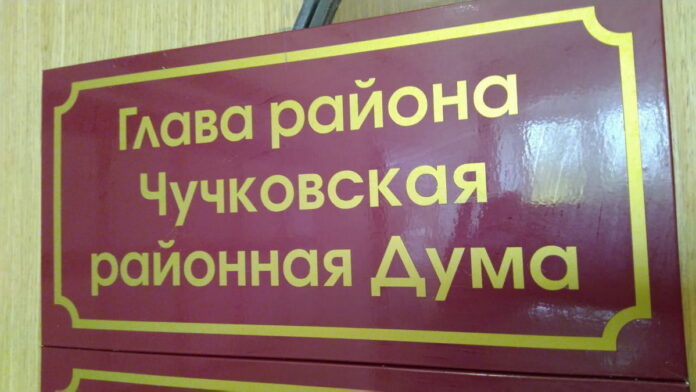 Глава района
Чучковская
районная Дума